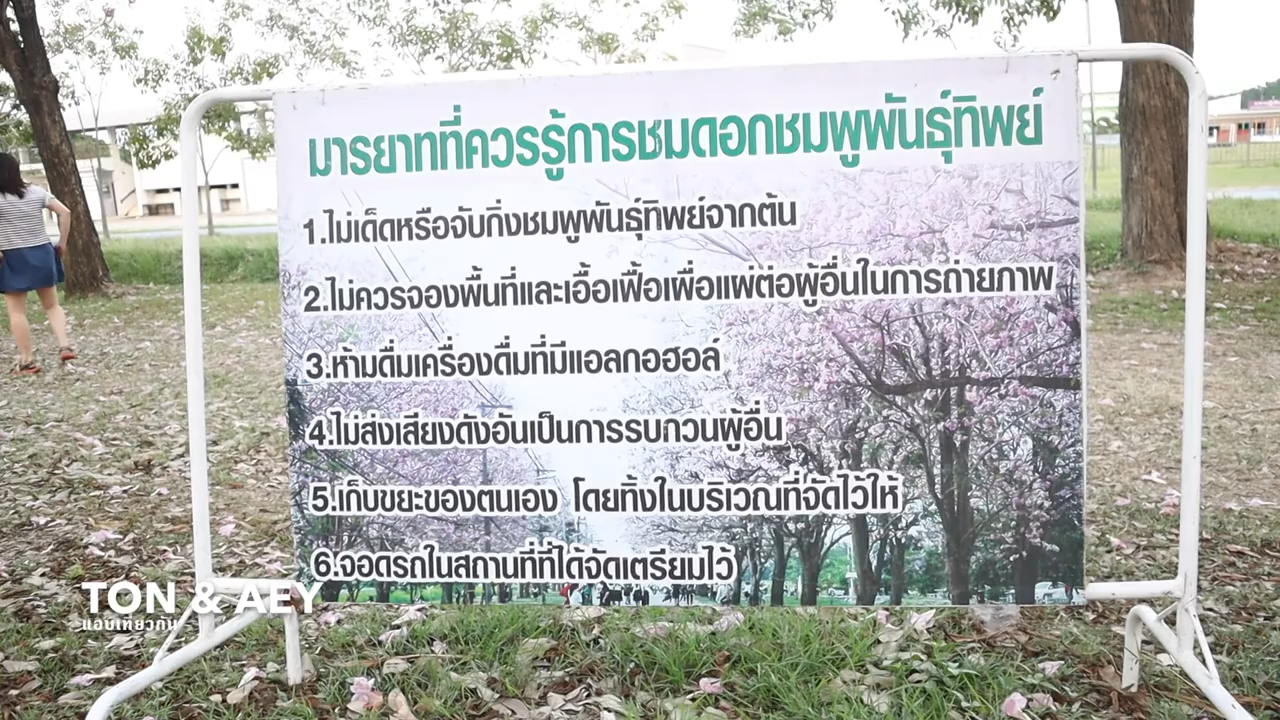 มารยาทที่ควรรู้การชมดอกชมพูพันธุ์ทิพย์
1.ไม่เด็ดหรือจับกิ่งชมพูพันธุ์ทิพย์จากต้น
2.ไม่ควรจองพื้นที่และเอื้อเฟื้อเผื่อแผ่ต่อผู้อื่นในการถ่ายภาพ
3.ห้ามดื่มเครื่องดื่มที่มีแอลกอฮอล์
4.ไม่ส่งเสียงดังอันเป็นการรบกวนผู้อื่น
5.เก็บขยะของตนเอง โดยทิ้งในบริเวณที่จัดไว้ให้
6.จอดรถในสถานที่ที่ได้จัดเตรียมไว้
TON & AEY
แอบเที่ยวกัน